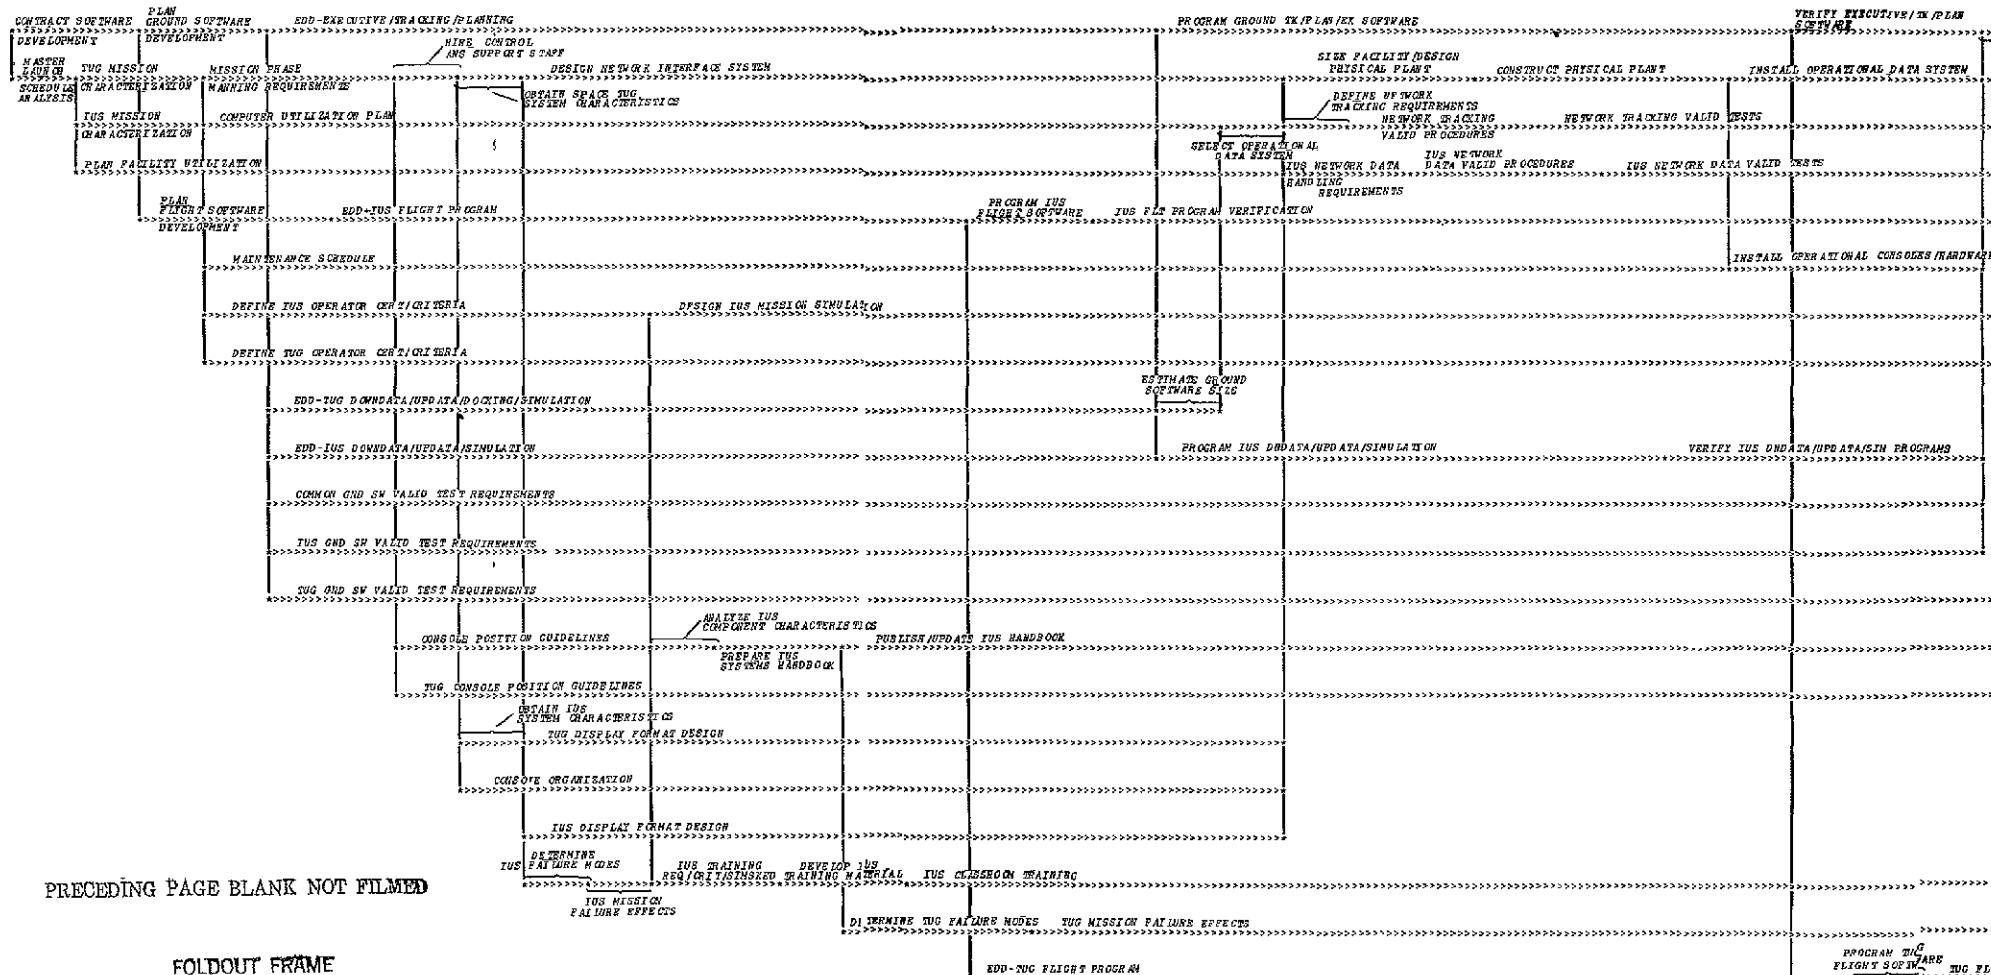 CONTRACT SOFTWARE
DEVELOPMENT
PLAN
GROUND SOFTWARE
DEVELOPMENT
EDD-EXECUTIVE/TRACKING/PLANNING
PROGRAM GROUND TK/PLAN/EX SOFTWARE
VERIFY EXECUTIVE/TK/PLAN
SOFTWARE
HIRE CONTROL
ANS SUPPORT STAFF
MASTER
LAUNCH
SCHEDULE
ANALYSIS
TUG MISSION
CHARACTERIZATION
MISSION PHASE
MANNING REQUIREMENTS
DESIGN NETWORK INTERFACE SYSTEM
SIZE FACILITY/DESIGN
PHYSICAL PLANT
CONSTRUCT PHYSICAL PLANT
INSTALL OPERATIONAL DATA SYSTEM
OBTAIN SPACE TUG
SYSTEM CHARACTERISTICS
DEFINE NETWORK
TRACKING REQUIREMENTS
IUS MISSION
CHARACTERIZATION
COMPUTER UTILIZATION PLAN
NETWORK TRACKING
VALID PROCEDURES
NETWORK TRACKING VALID TESTS
SELECT OPERATIONAL
DATA SYSTEM
PLAN FACILITY UTILIZATION
IUS NETWORK DATA
HANDLING
REQUIREMENTS
IUS NETWORK
DATA VALID PROCEDURES
IUS NETWORK DATA VALID TESTS
PLAN
FLIGHT SOFTWARE
DEVELOPMENT
EDD+IUS FLIGHT PROGRAM
PROGRAM IUS
FLIGHT SOFTWARE
IUS FLT PROGRAM VERIFICATION
MAINTENANCE SCHEDULE
INSTALL OPERATIONAL CONSOLES/HARDWARE
DEFINE IUS OPERATOR CERT/CRITERIA
DESIGN IUS MISSION SIMULATION
DEFINE TUG OPERATOR CERT/CRITERIA
ESTIMATE GROUND
SOFTWARE SIZE
EDD-TUG DOWNDATA/UPDATA/DOCKING/SIMULATION
EDD-IUS DOWNDATA/UPDATA/SIMULATION
PROGRAM IUS DNDATA/UPDATA/SIMULATION
VERIFY IUS DNDATA/UPDATA/SIM PROGRAMS
COMMON GND SW VALID TEST REQUIREMENTS
IUS GND SW VALID TEST REQUIREMENTS
TUG GND SW VALID TEST REQUIREMENTS
CONSOLE POSITION GUIDELINES
ANALYZE IUS
COMPONENT CHARACTERISTICS
PREPARE IUS
SYSTEMS HANDBOOK
PUBLISH/UPDATE IUS HANDBOOK
TUG CONSOLE POSITION GUIDELINES
OBTAIN IUS
SYSTEM CHARACTERISTICS
TUG DISPLAY FORMAT DESIGN
CONSOLE ORGANIZATION
IUS DISPLAY FORMAT DESIGN
DETERMINE
IUS FAILURE MODES
IUS MISSION
FAILURE EFFECTS
IUS TRAINING
REQ/CRIT/SIMSKED
DEVELOP IUS
TRAINING MATERIAL
IUS CLASSROOM TRAINING
DETERMINE TUG FAILURE MODES
TUG MISSION FAILURE EFFECTS
PRECEDING PAGE BLANK NOT FILMED
FOLDOUT FRAME
EDD-TUG FLIGHT PROGRAM
PROGRAM TUG
FLIGHT SOFTWARE
TUG FL